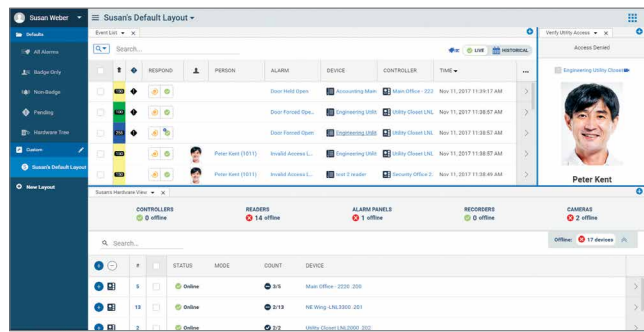 Susan Weber
Susan's Default Layout
Defaults
All Alarms
Badge Only
Non-Badge
Pending
Hardware Tree
Custom
Susan's Default Layout
New Layout
Event List
Search...
LIVE
HISTORICAL
RESPOND
PERSON
ALARM
DEVICE
CONTROLLER
TIME
Door Held Open
Accounting Main
Main Office - 222
Nov 11, 2017 11:39:17 AM
Door Forced Ope...
Engineering Utilit
Utility Closet LNL
Nov 11, 2017 11:38:57 AM
Door Forced Open
Engineering Utilit
Utility Closet LNL
Nov 11, 2017 11:38:57 AM
Peter Kent (1011)
Invalid Access L...
Engineering Utilit
Utility Closet LNL
Nov 11, 2017 11:38:57 AM
Peter Kent (1011)
Invalid Access L...
test 2 reader
Security Office 2
Nov 11, 2017 11:38:49 AM
Verify Utility Access
Access Denied
Engineering Utility Closet
Peter Kent
Susan's Hardware View
CONTROLLERS
0 offline
READERS
14 offline
ALARM PANELS
1 offline
RECORDERS
0 offline
CAMERAS
2 offline
Search...
Offline: 17 devices
#
STATUS
MODE
COUNT
DEVICE
5
Online
3/5
Main Office - 2220 .200
13
Online
2/13
NE Wing -LNL3300 .201
2
Online
2/2
Utility Closet LNL2000 .202